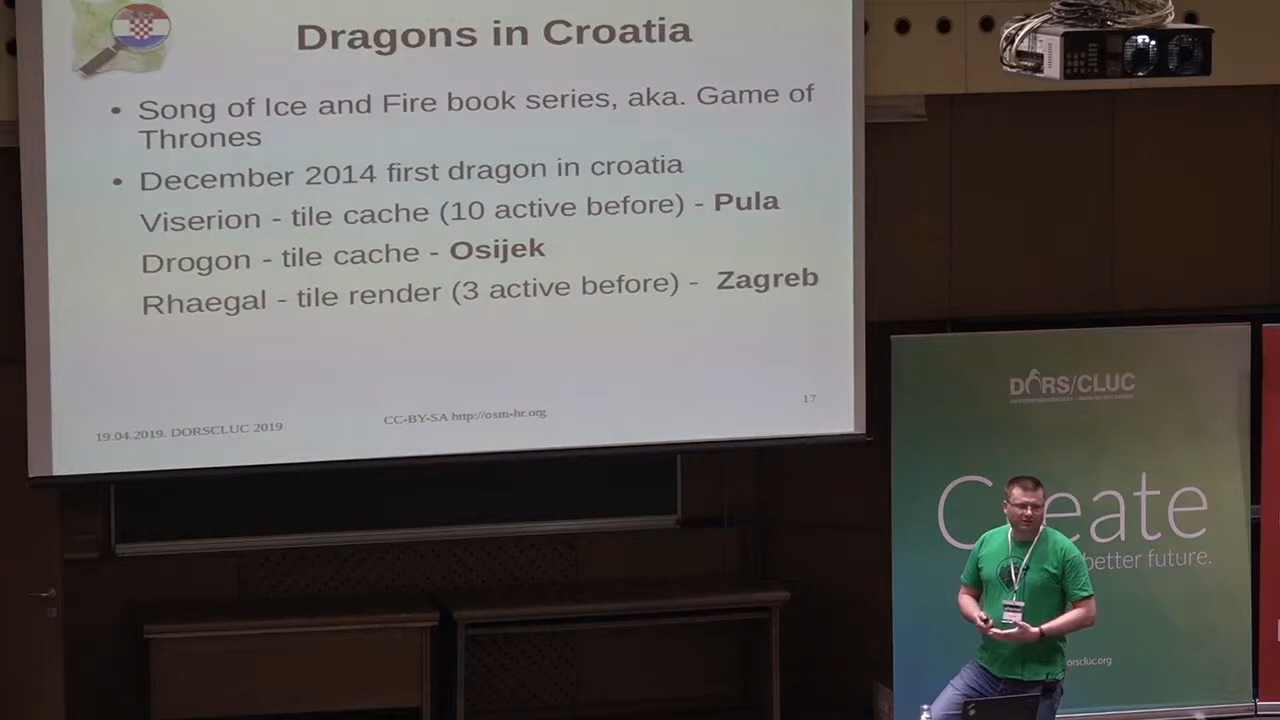 Dragons in Croatia
• Song of Ice and Fire book series, aka. Game of
Thrones
• December 2014 first dragon in croatia
Viserion - tile cache (10 active before) - Pula
Drogon - tile cache - Osijek
Rhaegal - tile render (3 active before) - Zagreb
19.04.2019. DORSCLUC 2019
CC-BY-SA http://osm-hr.org
17
DORS/CLUC
C eate
better future.
orscluc.org